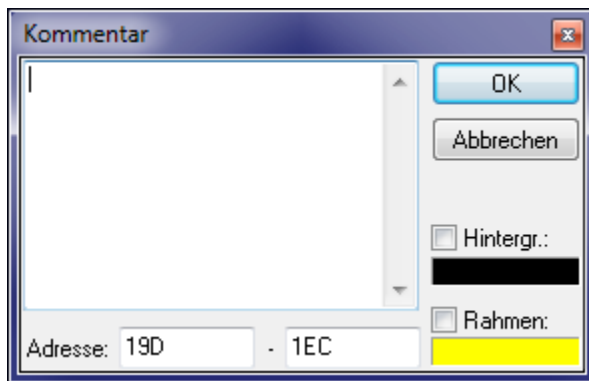 Kommentar
OK
Abbrechen
Hintergr.:
Rahmen:
Adresse: 19D - 1EC